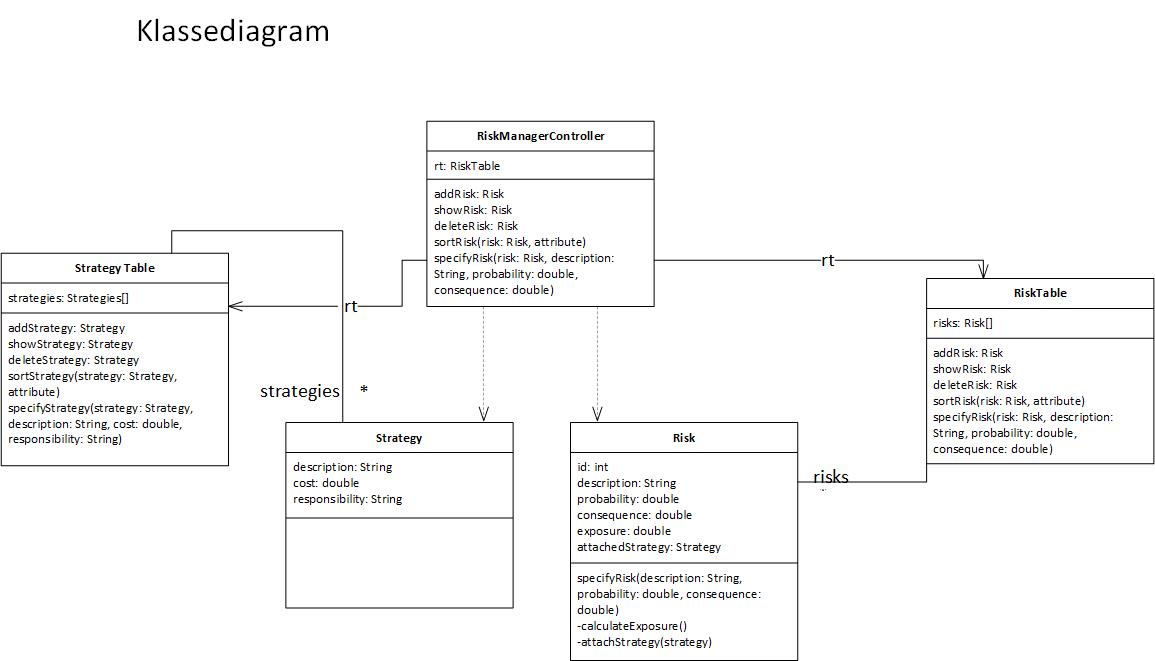 Klassediagram
RiskManagerController
rt: RiskTable
addRisk: Risk
showRisk: Risk
deleteRisk: Risk
sortRisk(risk: Risk, attribute)
specifyRisk(risk: Risk, description:
String, probability: double,
consequence: double)
rt
rt
Strategy Table
strategies: Strategies[]
addStrategy: Strategy
showStrategy: Strategy
deleteStrategy: Strategy
sortStrategy(strategy: Strategy,
attribute)
specifyStrategy(strategy: Strategy,
description: String, cost: double,
responsibility: String)
RiskTable
risks: Risk[]
addRisk: Risk
showRisk: Risk
deleteRisk: Risk
sortRisk(risk: Risk, attribute)
specifyRisk(risk: Risk, description:
String, probability: double,
consequence: double)
strategies *
Strategy
description: String
cost: double
responsibility: String
Risk
id: int
description: String
probability: double
consequence: double
exposure: double
attachedStrategy: Strategy
specifyRisk(description: String,
probability: double, consequence:
double)
-calculateExposure()
-attachStrategy(strategy)
risks